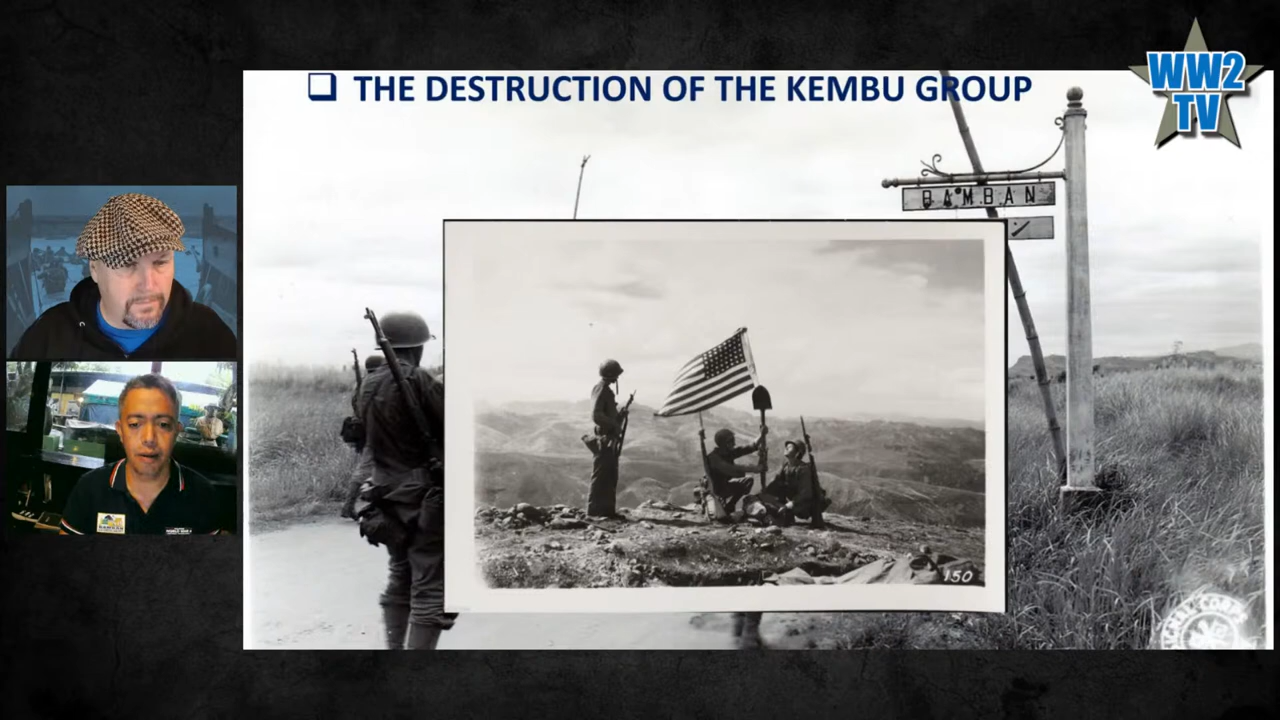 ❑ THE DESTRUCTION OF THE KEMBU GROUP
WW2
TV
BAMBAN
150